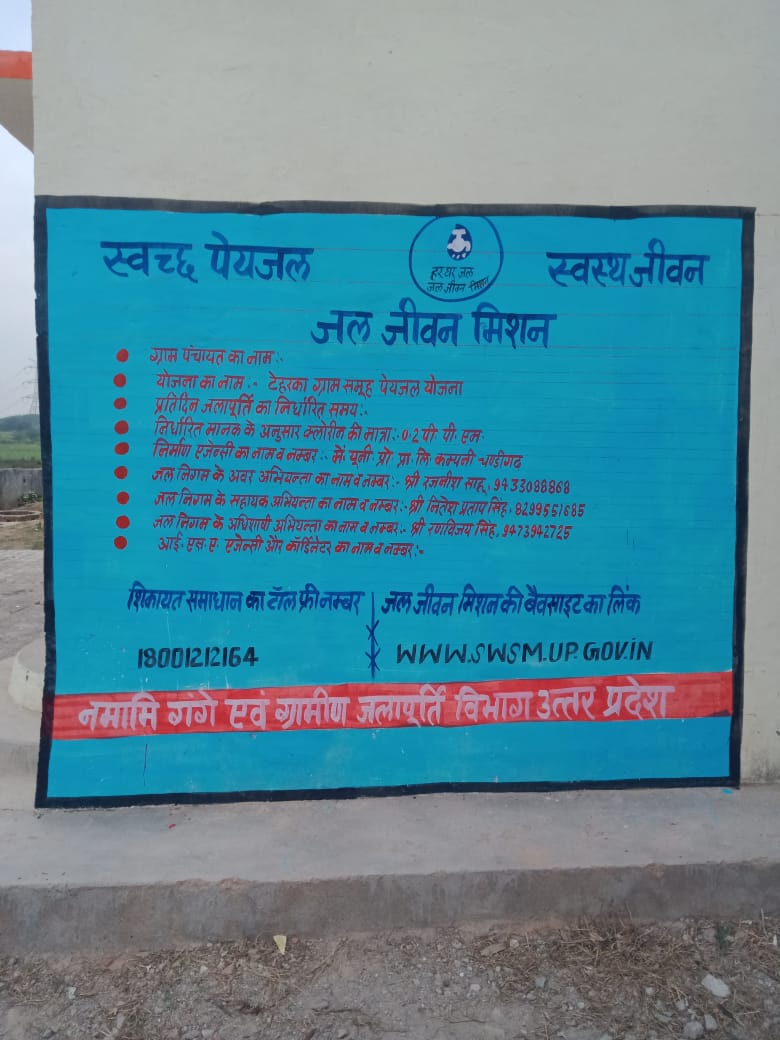 स्वच्छ पेयजल
हर घर जल
जल जीवन मिशन
स्वस्थ जीवन
जल जीवन मिशन
ग्राम पंचायत का नाम:-
योजना का नाम:- टेहरका ग्राम समूह पेयजल योजना
प्रतिदिन जलापूर्ति का निर्धारित समय:-
निर्धारित मानक के अनुसार क्लोरीन की मात्रा:- 0.2 पी. पी. एम.
निर्माण एजेन्सी का नाम व नम्बर:- में. यूनी. प्रो. प्रा. लि. कम्पनी चण्डीगढ
जल निगम के अवर अभियन्ता का नाम व नम्बर:- श्री रजनीश साहू, 9433088868
जल निगम के सहायक अभियन्ता का नाम व नम्बर:- श्री नितेश प्रताप सिंह, 8299551685
जल निगम के अधिशाषी अभियन्ता का नाम व नम्बर:- श्री रणविजय सिंह, 9473942725
आई. एस. ए. एजेन्सी और कॉर्डिनेटर का नाम व नम्बर:-
शिकायत समाधान का टॉल फ्री नम्बर
18001212164
जल जीवन मिशन की बैवसाइट का लिंक
WWW.SWSM.UP.GOV.iN
नमामि गंगे एवं ग्रामीण जलापूर्ति विभाग उत्तर प्रदेश